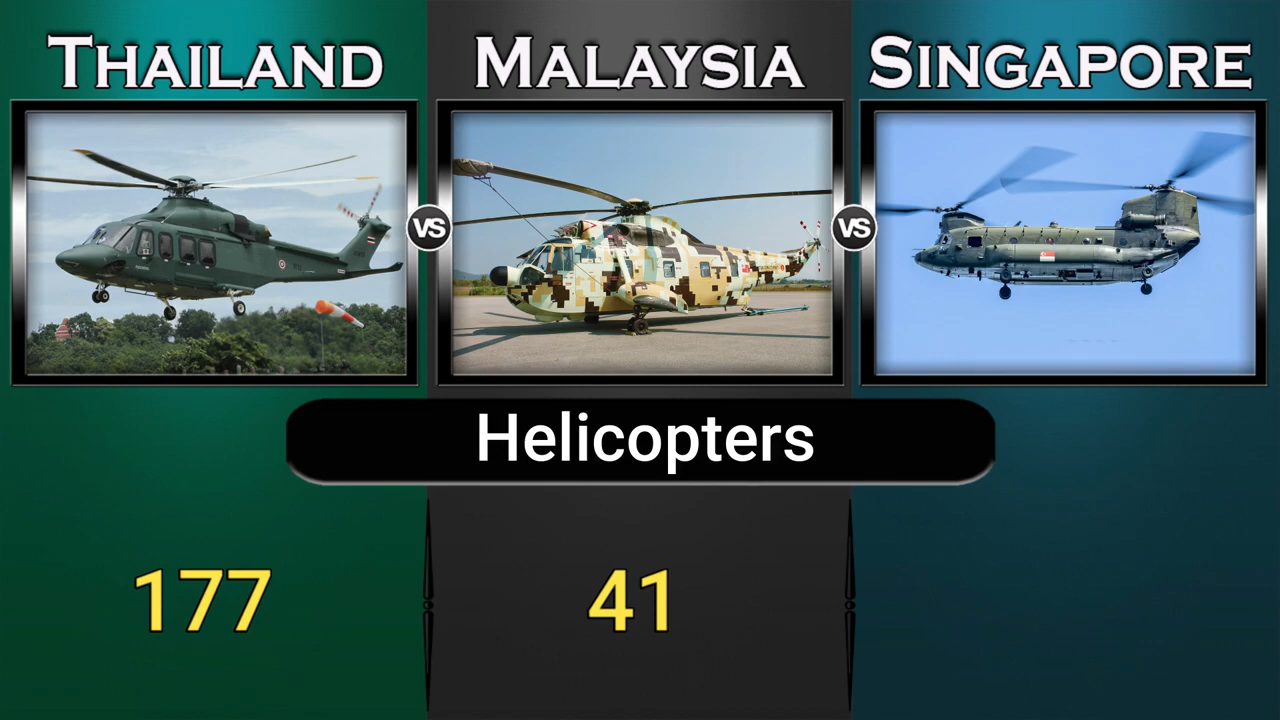 THAILAND
MALAYSIA
SINGAPORE
VS
VS
Helicopters
177
41